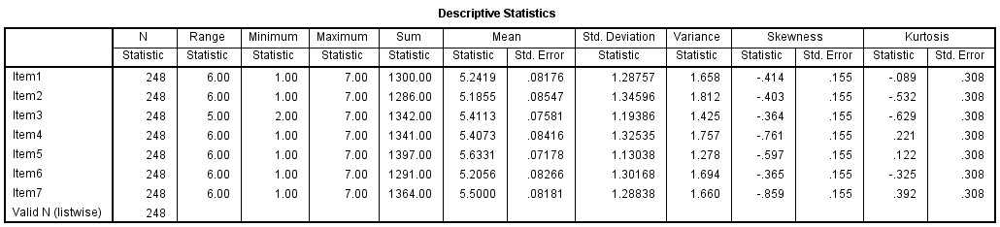 Descriptive Statistics
N Range Minimum Maximum Sum Mean Std. Deviation Variance Skewness Kurtosis
Statistic Statistic Statistic Statistic Statistic Statistic Std. Error Statistic Statistic Statistic Std. Error Statistic Std. Error
Item1 248 6.00 1.00 7.00 1300.00 5.2419 .08176 1.28757 1.658 -.414 .155 -.089 .308
Item2 248 6.00 1.00 7.00 1286.00 5.1855 .08547 1.34596 1.812 -.403 .155 -.532 .308
Item3 248 5.00 2.00 7.00 1342.00 5.4113 .07581 1.19386 1.425 -.364 .155 -.629 .308
Item4 248 6.00 1.00 7.00 1341.00 5.4073 .08416 1.32535 1.757 -.761 .155 .221 .308
Item5 248 6.00 1.00 7.00 1397.00 5.6331 .07178 1.13038 1.278 -.597 .155 .122 .308
Item6 248 6.00 1.00 7.00 1291.00 5.2056 .08266 1.30168 1.694 -.365 .155 -.325 .308
Item7 248 6.00 1.00 7.00 1364.00 5.5000 .08181 1.28838 1.660 -.859 .155 .392 .308
Valid N (listwise) 248